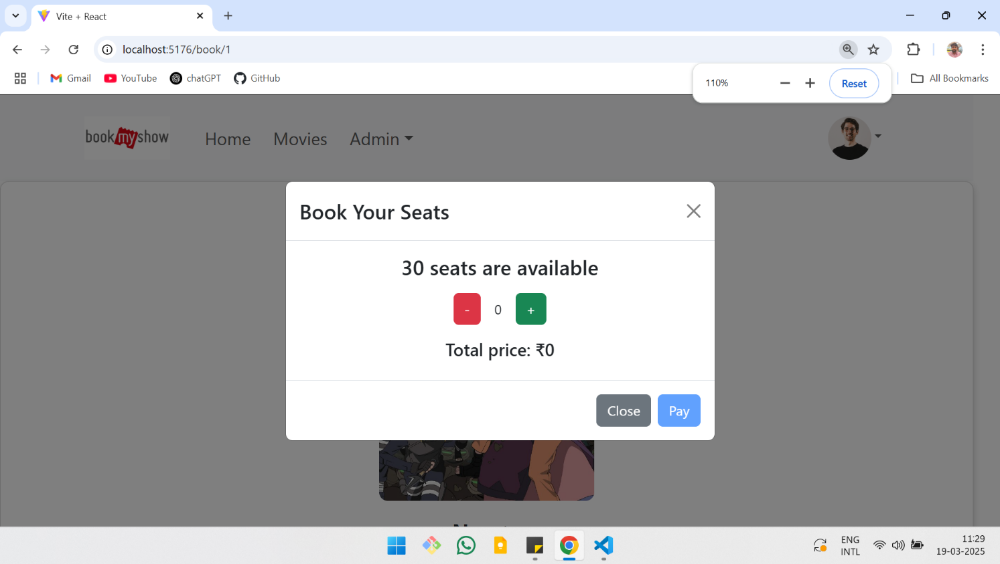 Vite + React
localhost:5176/book/1
Gmail
YouTube
chatGPT
GitHub
110%
Reset
All Bookmarks
bookmyshow
Home
Movies
Admin
Book Your Seats
30 seats are available
- 0 +
Total price: ₹0
Close
Pay
ENG
INTL
11:29
19-03-2025